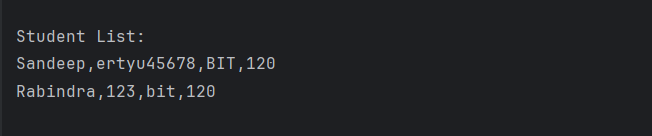 Student List:
Sandeep,ertyu45678,BIT,120
Rabindra,123,bit,120